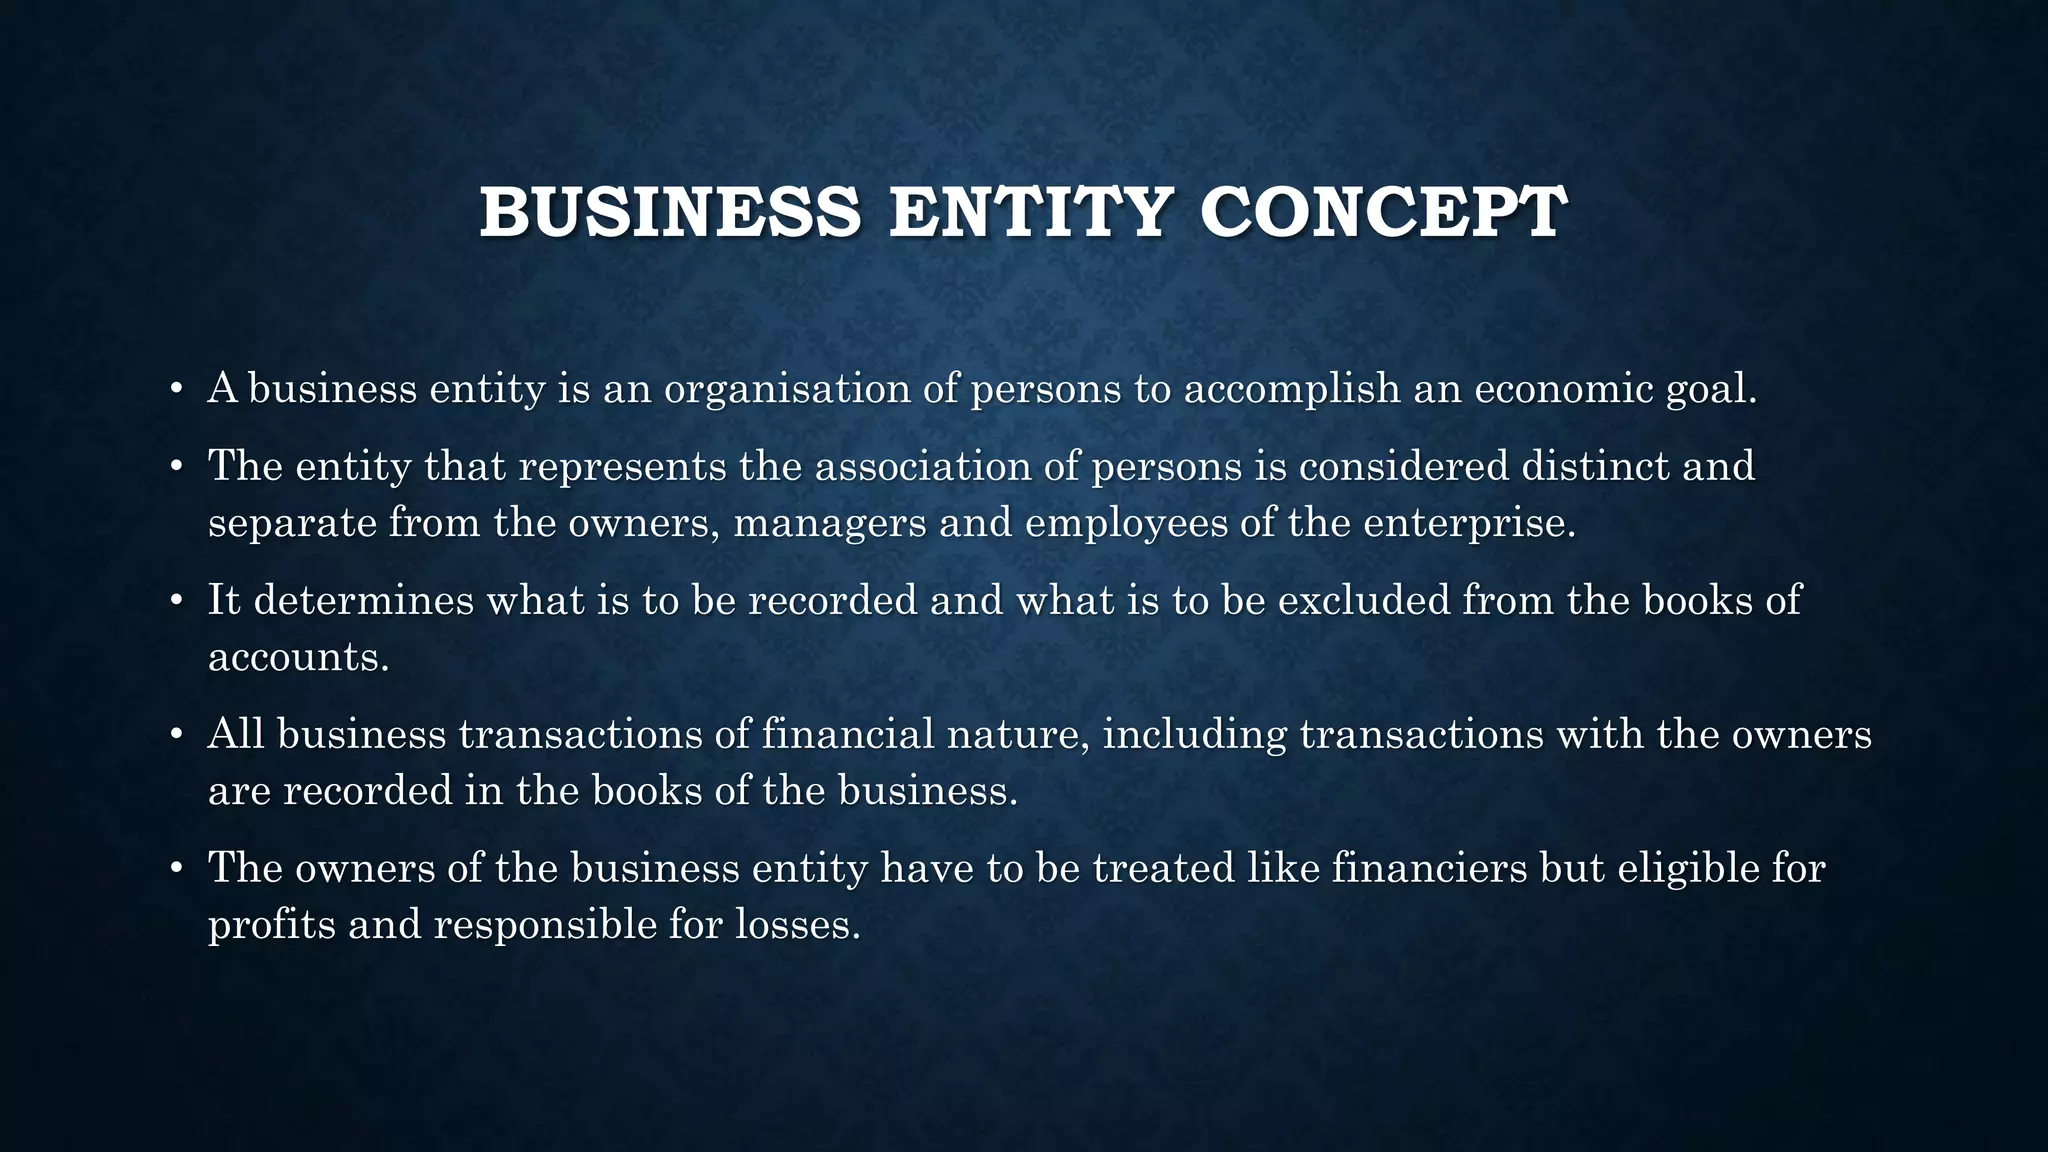 BUSINESS ENTITY CONCEPT
• A business entity is an organisation of persons to accomplish an economic goal.
• The entity that represents the association of persons is considered distinct and
separate from the owners, managers and employees of the enterprise.
• It determines what is to be recorded and what is to be excluded from the books of
accounts.
• All business transactions of financial nature, including transactions with the owners
are recorded in the books of the business.
• The owners of the business entity have to be treated like financiers but eligible for
profits and responsible for losses.